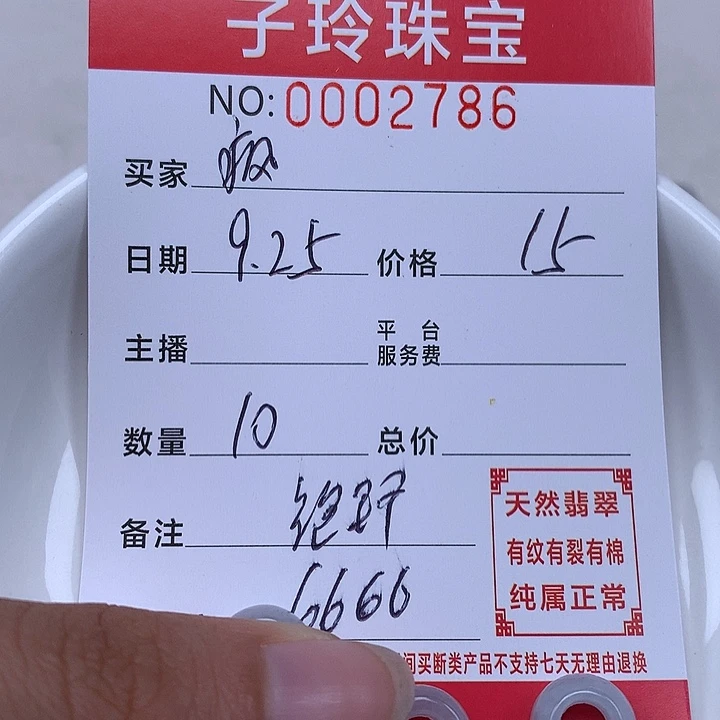 子玲珠宝
NO:0002786
买家 疯
日期 9.25 价格 15
主播 平台服务费
数量 10 总价
备注
6666
天然翡翠
有纹有裂有棉
纯属正常
间买断类产品不支持七天无理由退换